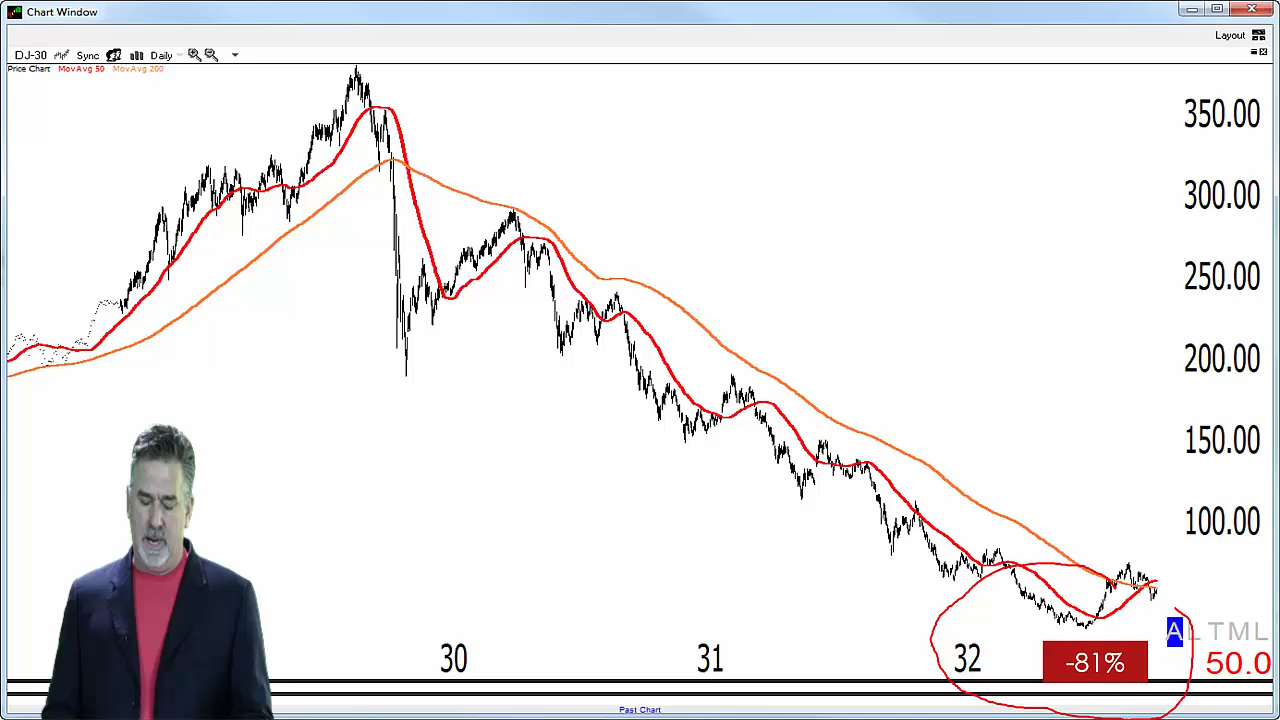 Chart Window
Layout
DJ-30 Sync Daily
Price Chart MovAvg 50 MovAvg 200
350.00
300.00
250.00
200.00
150.00
100.00
A L T M L
50.0
30 31 32 -81%
Past Chart